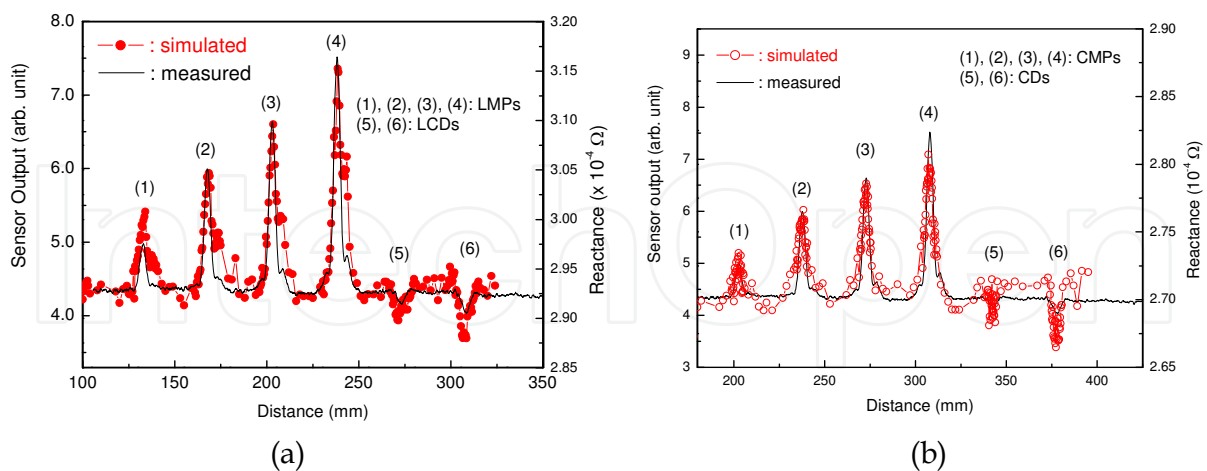 8.0
7.0
6.0
5.0
4.0
Sensor Output (arb. unit)
: simulated
: measured
(1)
(2)
(3)
(4)
(5)
(6)
(1), (2), (3), (4): LMPs
(5), (6): LCDs
3.20
3.15
3.10
3.05
3.00
2.95
2.90
2.85
Reactance (x 10⁻⁴ Ω)
100 150 200 250 300 350
Distance (mm)
(a)
9
8
7
6
5
4
3
Sensor output (arb. unit)
: simulated
: measured
(1)
(2)
(3)
(4)
(5)
(6)
(1), (2), (3), (4): CMPs
(5), (6): CDs
2.90
2.85
2.80
2.75
2.70
2.65
Reactance (10⁻⁴ Ω)
200 250 300 350 400
Distance (mm)
(b)
IntechOpen